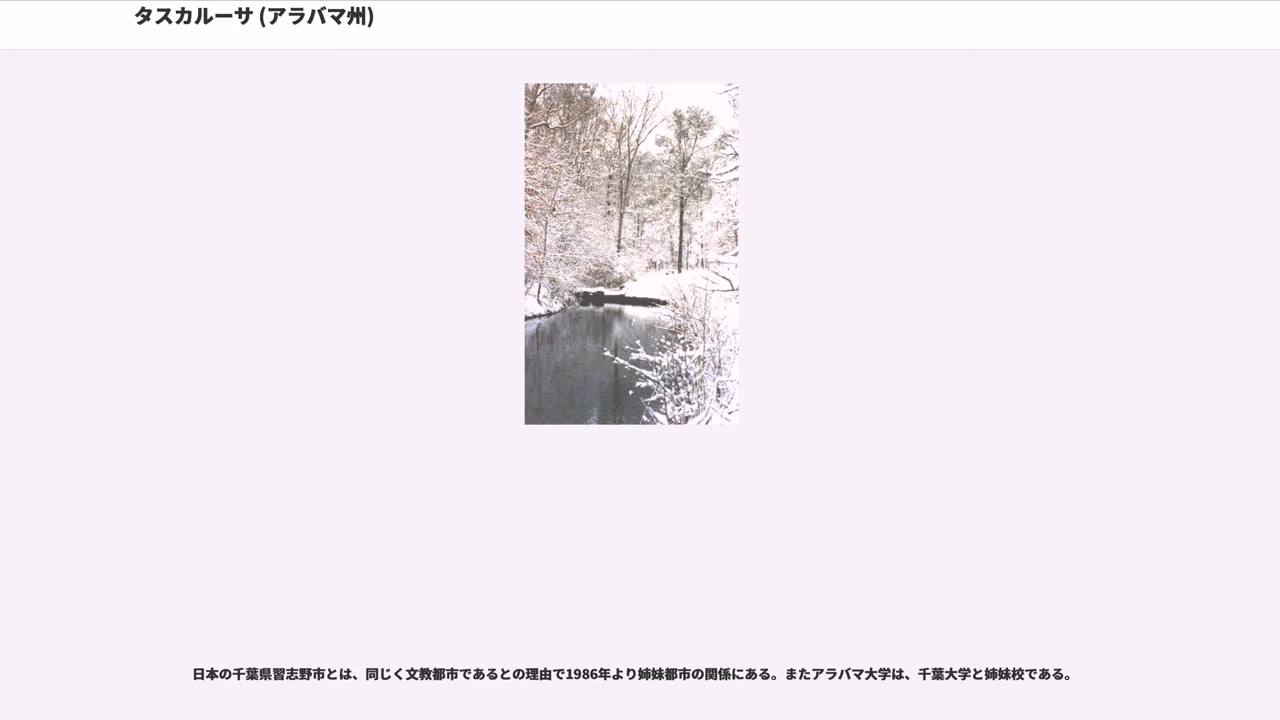 タスカルーサ (アラバマ州)
日本の千葉県習志野市とは、同じく文教都市であるとの理由で1986年より姉妹都市の関係にある。またアラバマ大学は、千葉大学と姉妹校である。